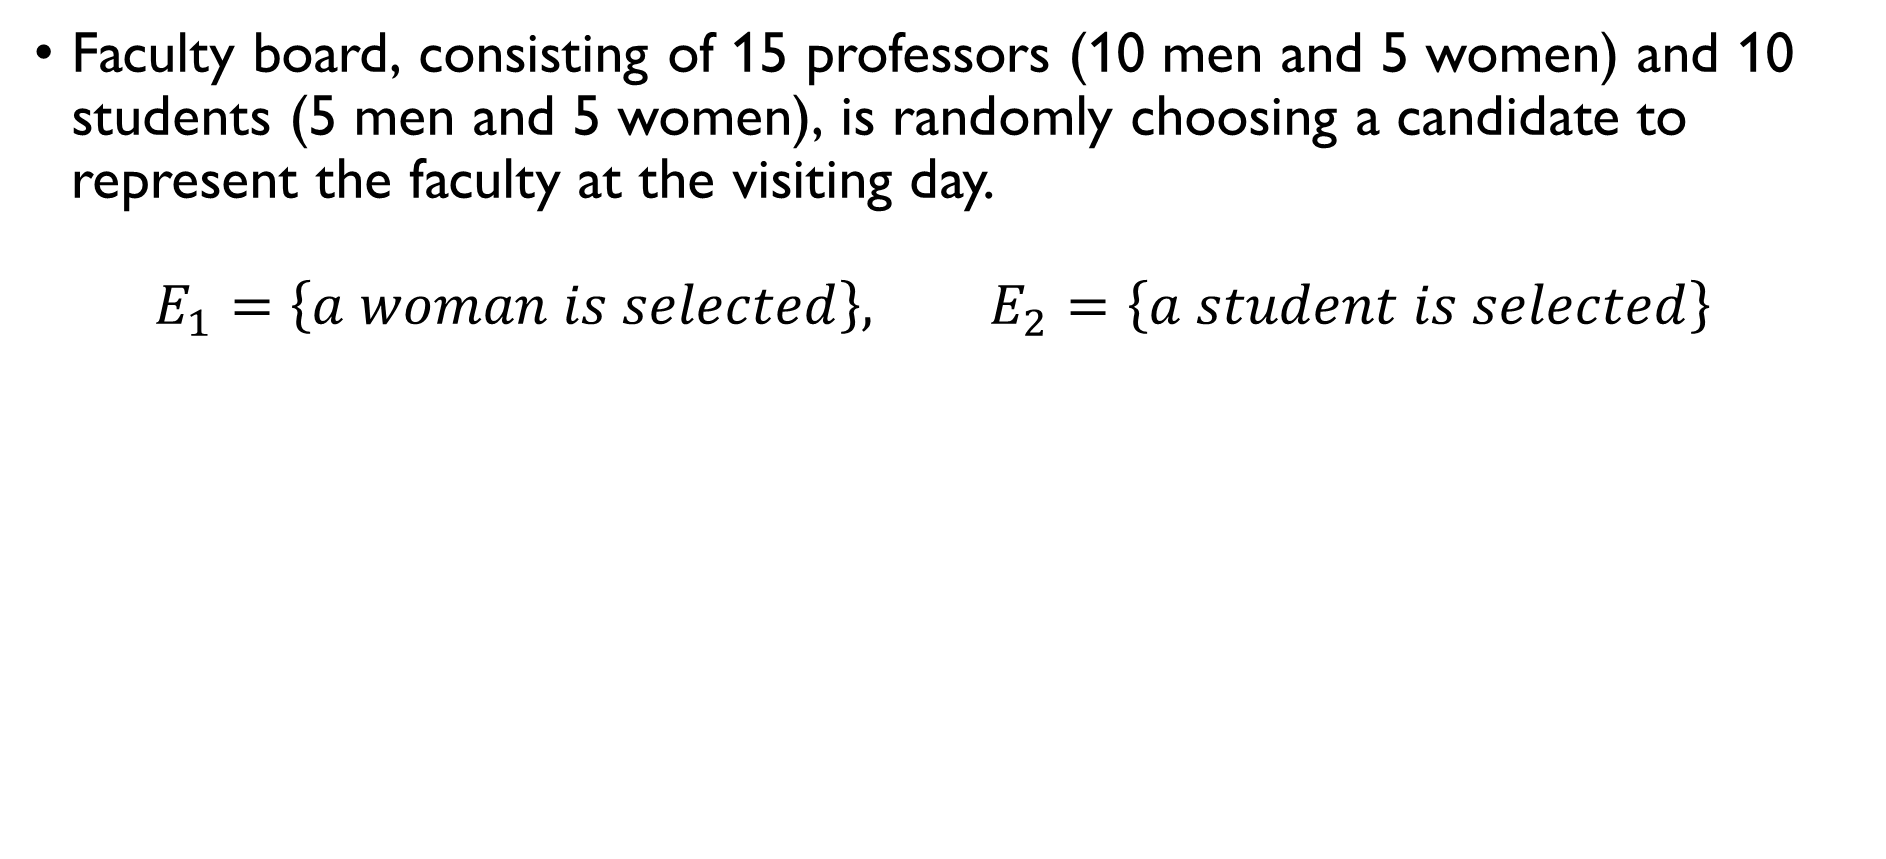 • Faculty board, consisting of 15 professors (10 men and 5 women) and 10
students (5 men and 5 women), is randomly choosing a candidate to
represent the faculty at the visiting day.
E₁ = {a woman is selected}, E₂ = {a student is selected}